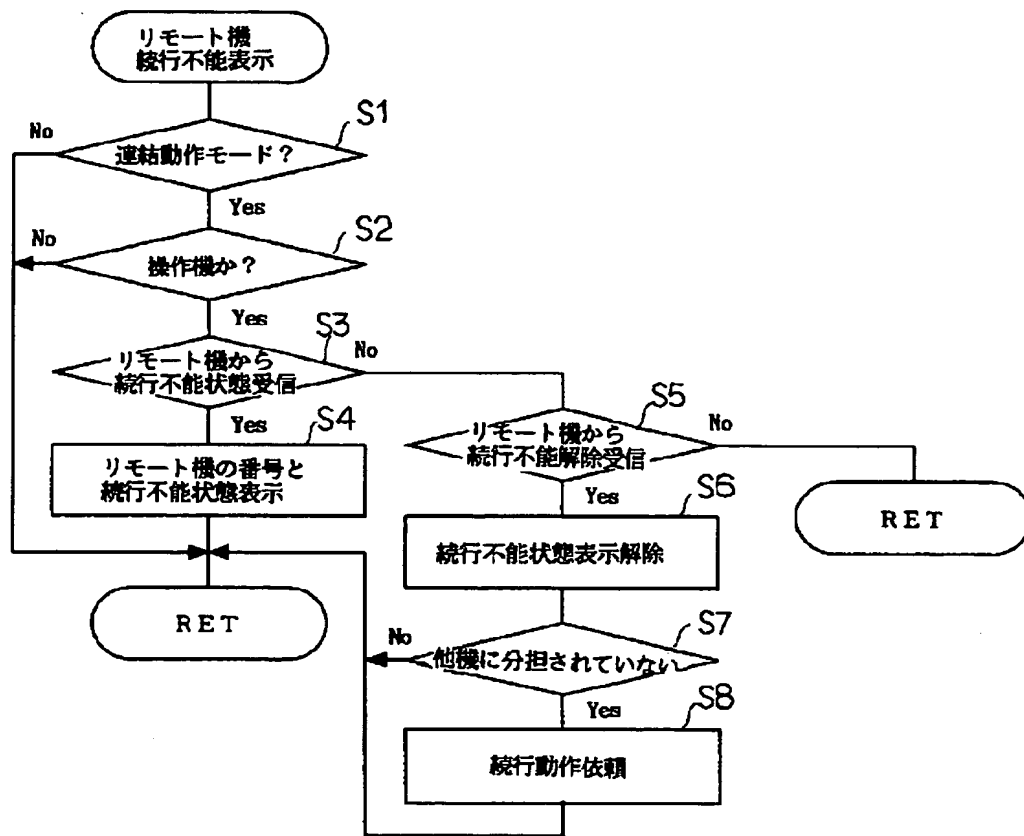 リモート機
続行不能表示
S1
No
連結動作モード？
Yes
S2
No
操作機か？
Yes
S3
リモート機から
続行不能状態受信
No
Yes
S4
リモート機の番号と
続行不能状態表示
RET
S5
リモート機から
続行不能解除受信
No
RET
Yes
S6
続行不能状態表示解除
S7
No
他機に分担されていない
Yes
S8
続行動作依頼